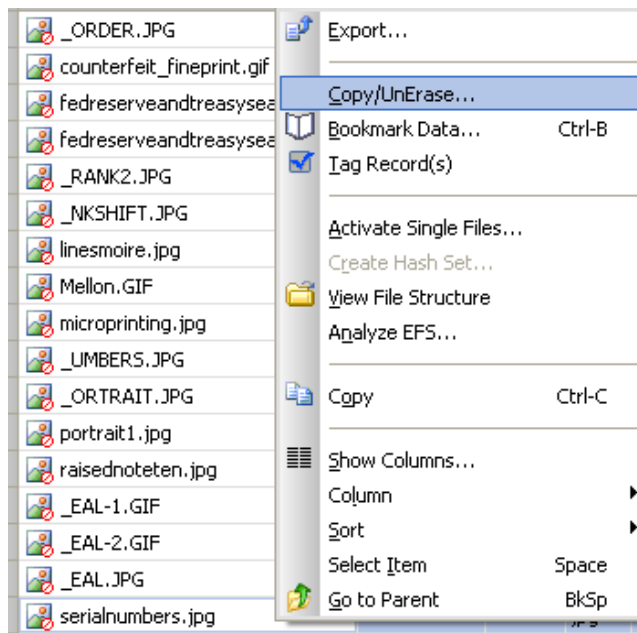 _ORDER.JPG
counterfeit_fineprint.gif
fedreserveandtreasysea
fedreserveandtreasysea
_RANK2.JPG
_NKSHIFT.JPG
linesmoire.jpg
Mellon.GIF
microprinting.jpg
_UMBERS.JPG
_ORTRAIT.JPG
portrait1.jpg
raisednoteten.jpg
_EAL-1.GIF
_EAL-2.GIF
_EAL.JPG
serialnumbers.jpg
Export...
Copy/UnErase...
Bookmark Data... Ctrl-B
Tag Record(s)
Activate Single Files...
Create Hash Set...
View File Structure
Analyze EFS...
Copy Ctrl-C
Show Columns...
Column
Sort
Select Item Space
Go to Parent BkSp
jpg